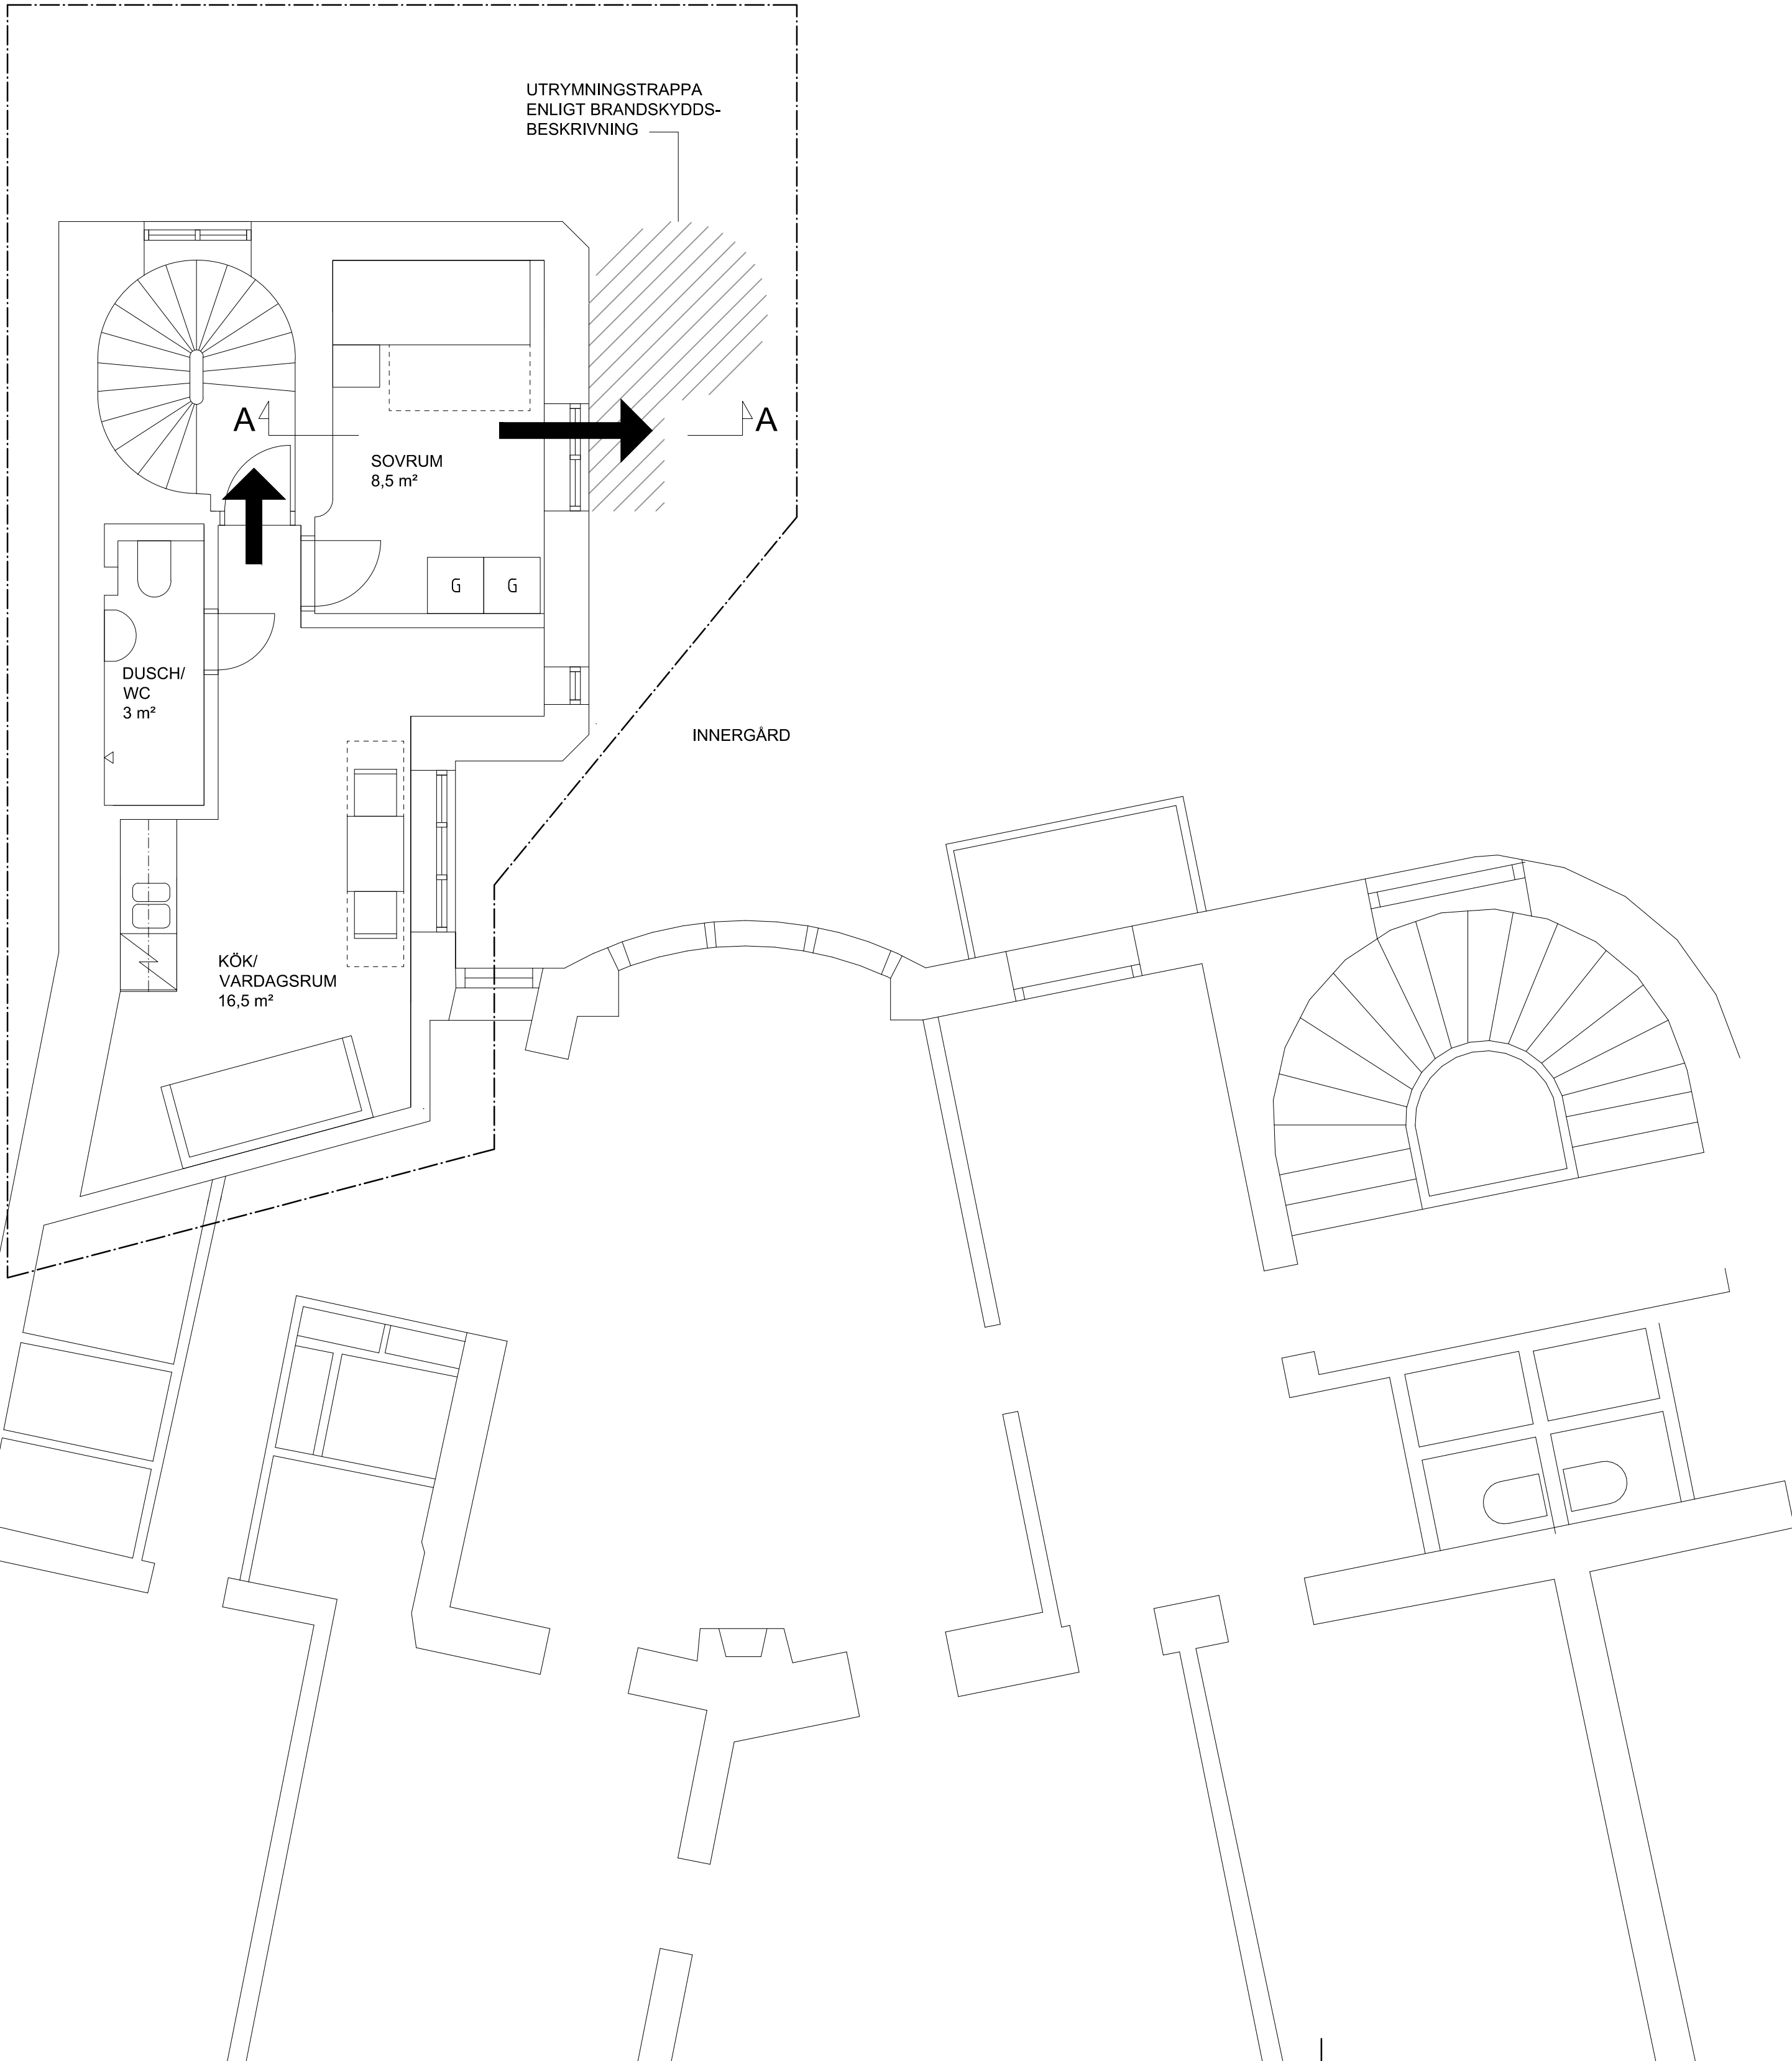 UTRYMNINGSTRAPPA
ENLIGT BRANDSKYDDS-
BESKRIVNING
A
A
SOVRUM
8,5 m²
G
G
DUSCH/
WC
3 m²
INNERGÅRD
KÖK/
VARDAGSRUM
16,5 m²